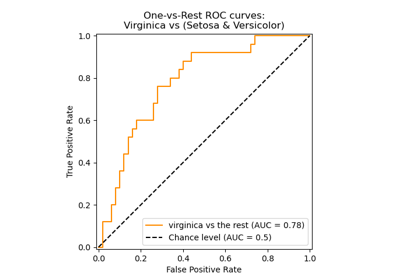 One-vs-Rest ROC curves:
Virginica vs (Setosa & Versicolor)
1.0
0.8
0.6
0.4
0.2
0.0
True Positive Rate
virginica vs the rest (AUC = 0.78)
Chance level (AUC = 0.5)
0.0 0.2 0.4 0.6 0.8 1.0
False Positive Rate